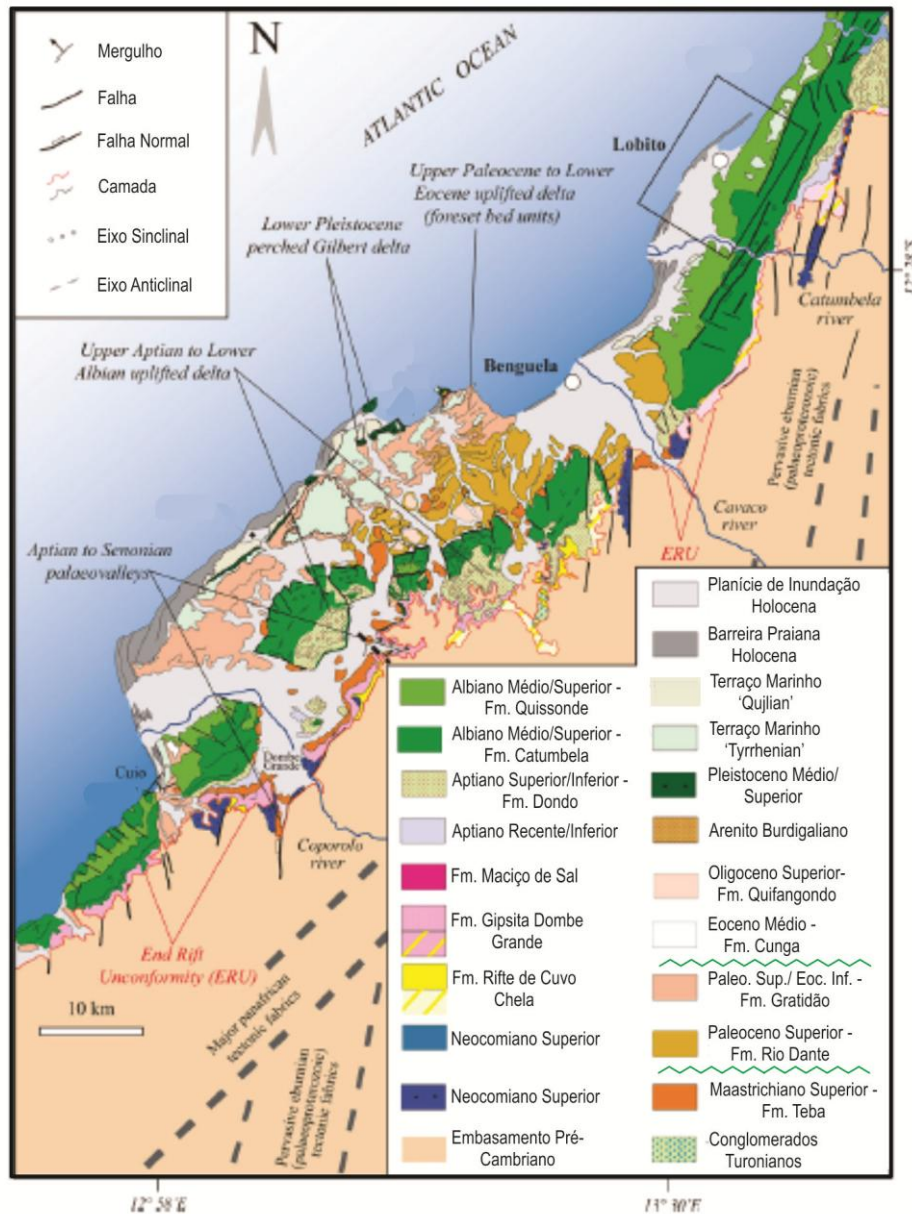 Mergulho
Falha
Falha Normal
Camada
Eixo Sinclinal
Eixo Anticlinal
N
ATLANTIC OCEAN
Lobito
Upper Paleocene to Lower
Eocene uplifted delta
(foreset bed units)
Lower Pleistocene
perched Gilbert delta
Upper Aptian to Lower
Albian uplifted delta
Benguela
Catumbela
river
Pervasive eburnian
(palaeoproterozoic)
tectonic fabrics
Cavaco
river
ERU
Aptian to Senonian
palaeovalleys
Cuio
Dombe
Grande
Coporolo
river
End Rift
Unconformity (ERU)
10 km
Major panafrican
tectonic fabrics
Pervasive eburnian
(palaeoproterozoic)
tectonic fabrics
Albiano Médio/Superior -
Fm. Quissonde
Albiano Médio/Superior -
Fm. Catumbela
Aptiano Superior/Inferior -
Fm. Dondo
Aptiano Recente/Inferior
Fm. Maciço de Sal
Fm. Gipsita Dombe
Grande
Fm. Rifte de Cuvo
Chela
Neocomiano Superior
Neocomiano Superior
Embasamento Pré-
Cambriano
Planície de Inundação
Holocena
Barreira Praiana
Holocena
Terraço Marinho
'Qujlian'
Terraço Marinho
'Tyrrhenian'
Pleistoceno Médio/
Superior
Arenito Burdigaliano
Oligoceno Superior-
Fm. Quifangondo
Eoceno Médio -
Fm. Cunga
Paleo. Sup./ Eoc. Inf. -
Fm. Gratidão
Paleoceno Superior -
Fm. Rio Dante
Maastrichiano Superior -
Fm. Teba
Conglomerados
Turonianos
12° 58'E
13° 30'E